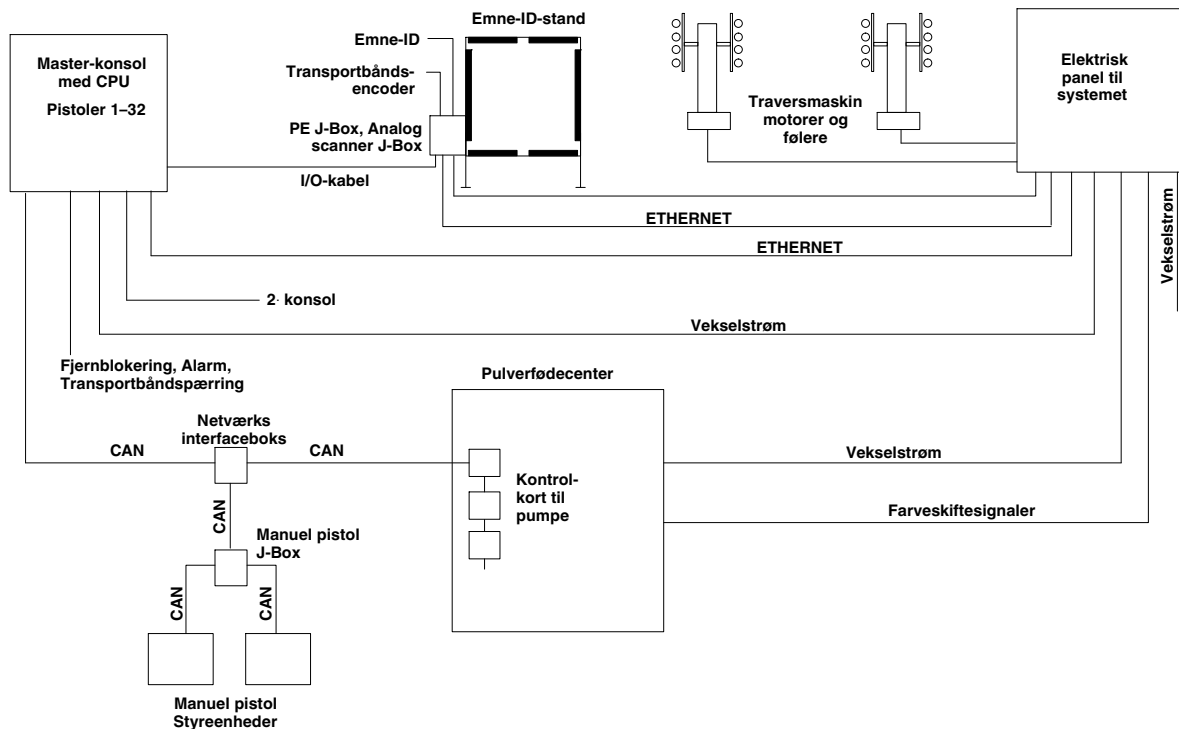 Emne-ID-stand
Emne-ID
Transportbånds-
encoder
PE J-Box, Analog
scanner J-Box
Master-konsol
med CPU
Pistoler 1–32
Traversmaskin
motorer og
følere
Elektrisk
panel til
systemet
I/O-kabel
ETHERNET
ETHERNET
Vekselstrøm
2· konsol
Vekselstrøm
Fjernblokering, Alarm,
Transportbåndspærring
Pulverfødecenter
Netværks
interfaceboks
CAN
CAN
Vekselstrøm
Kontrol-
kort til
pumpe
CAN
Farveskiftesignaler
Manuel pistol
J-Box
CAN
CAN
Manuel pistol
Styreenheder